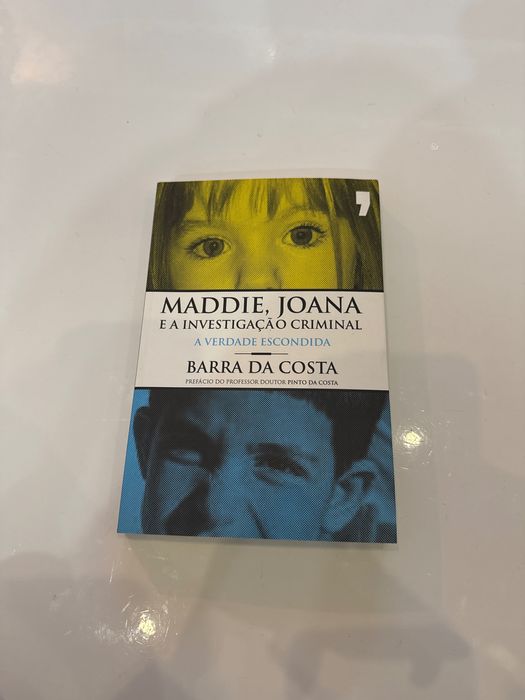 MADDIE, JOANA
E A INVESTIGAÇÃO CRIMINAL
A VERDADE ESCONDIDA
BARRA DA COSTA
PREFÁCIO DO PROFESSOR DOUTOR PINTO DA COSTA